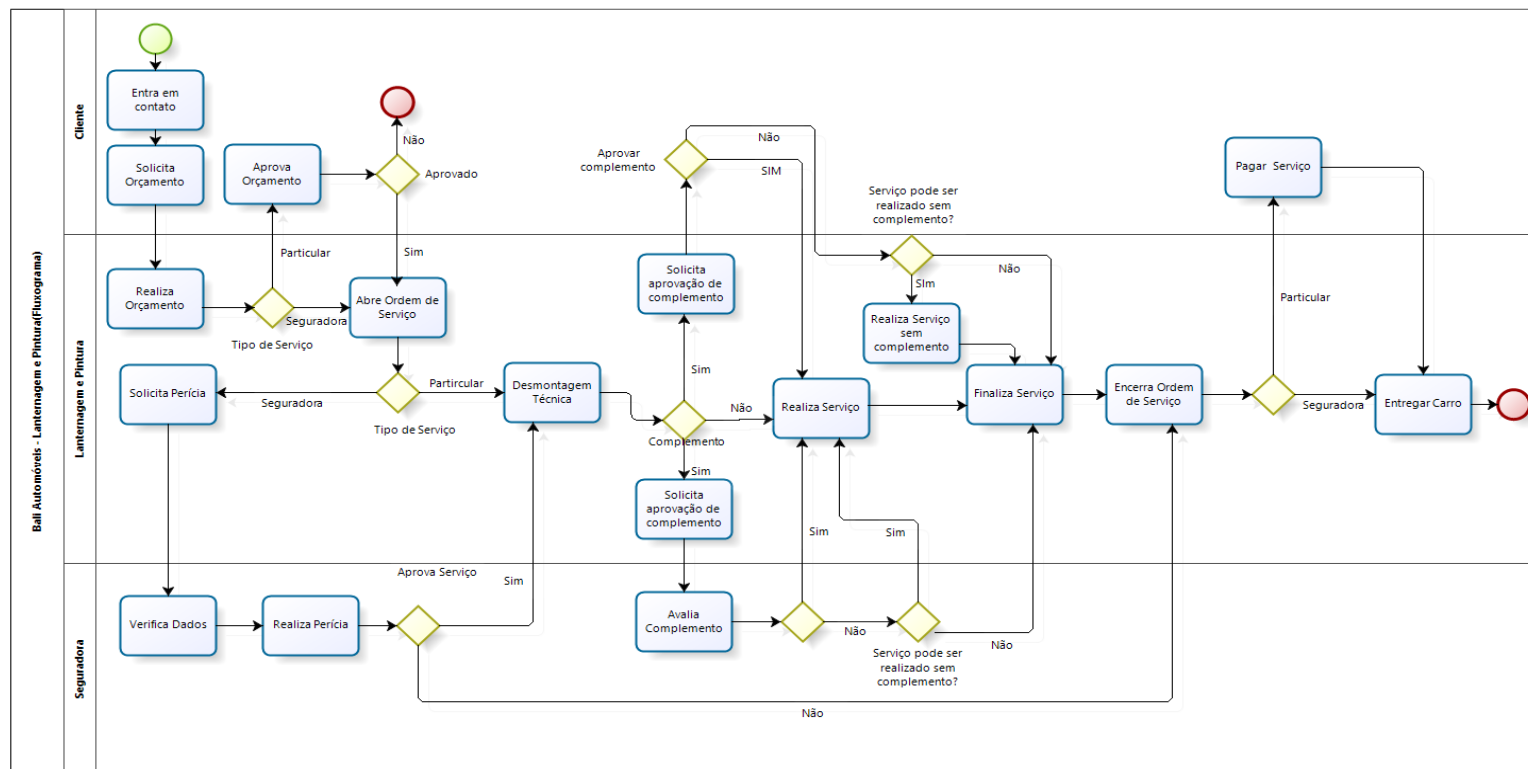 Bali Automóveis - Lanternagem e Pintura(Fluxograma)
Cliente
Entra em
contato
Solicita
Orçamento
Aprova
Orçamento
Não
Aprovado
Sim
Particular
Aprovar
complemento
Não
SIM
Serviço pode ser
realizado sem
complemento?
Pagar Serviço
Lanternagem e Pintura
Realiza
Orçamento
Seguradora
Tipo de Serviço
Abre Ordem de
Serviço
Solicita Perícia
Seguradora
Partircular
Tipo de Serviço
Desmontagem
Técnica
Solicita
aprovação de
complemento
Sim
Não
Complemento
Sim
Solicita
aprovação de
complemento
Realiza Serviço
SIm
Não
Realiza Serviço
sem
complemento
Finaliza Serviço
Encerra Ordem
de Serviço
Particular
Seguradora
Entregar Carro
Sim
Sim
Seguradora
Verifica Dados
Realiza Perícia
Aprova Serviço
Sim
Não
Avalia
Complemento
Não
Serviço pode ser
realizado sem
complemento?
Não